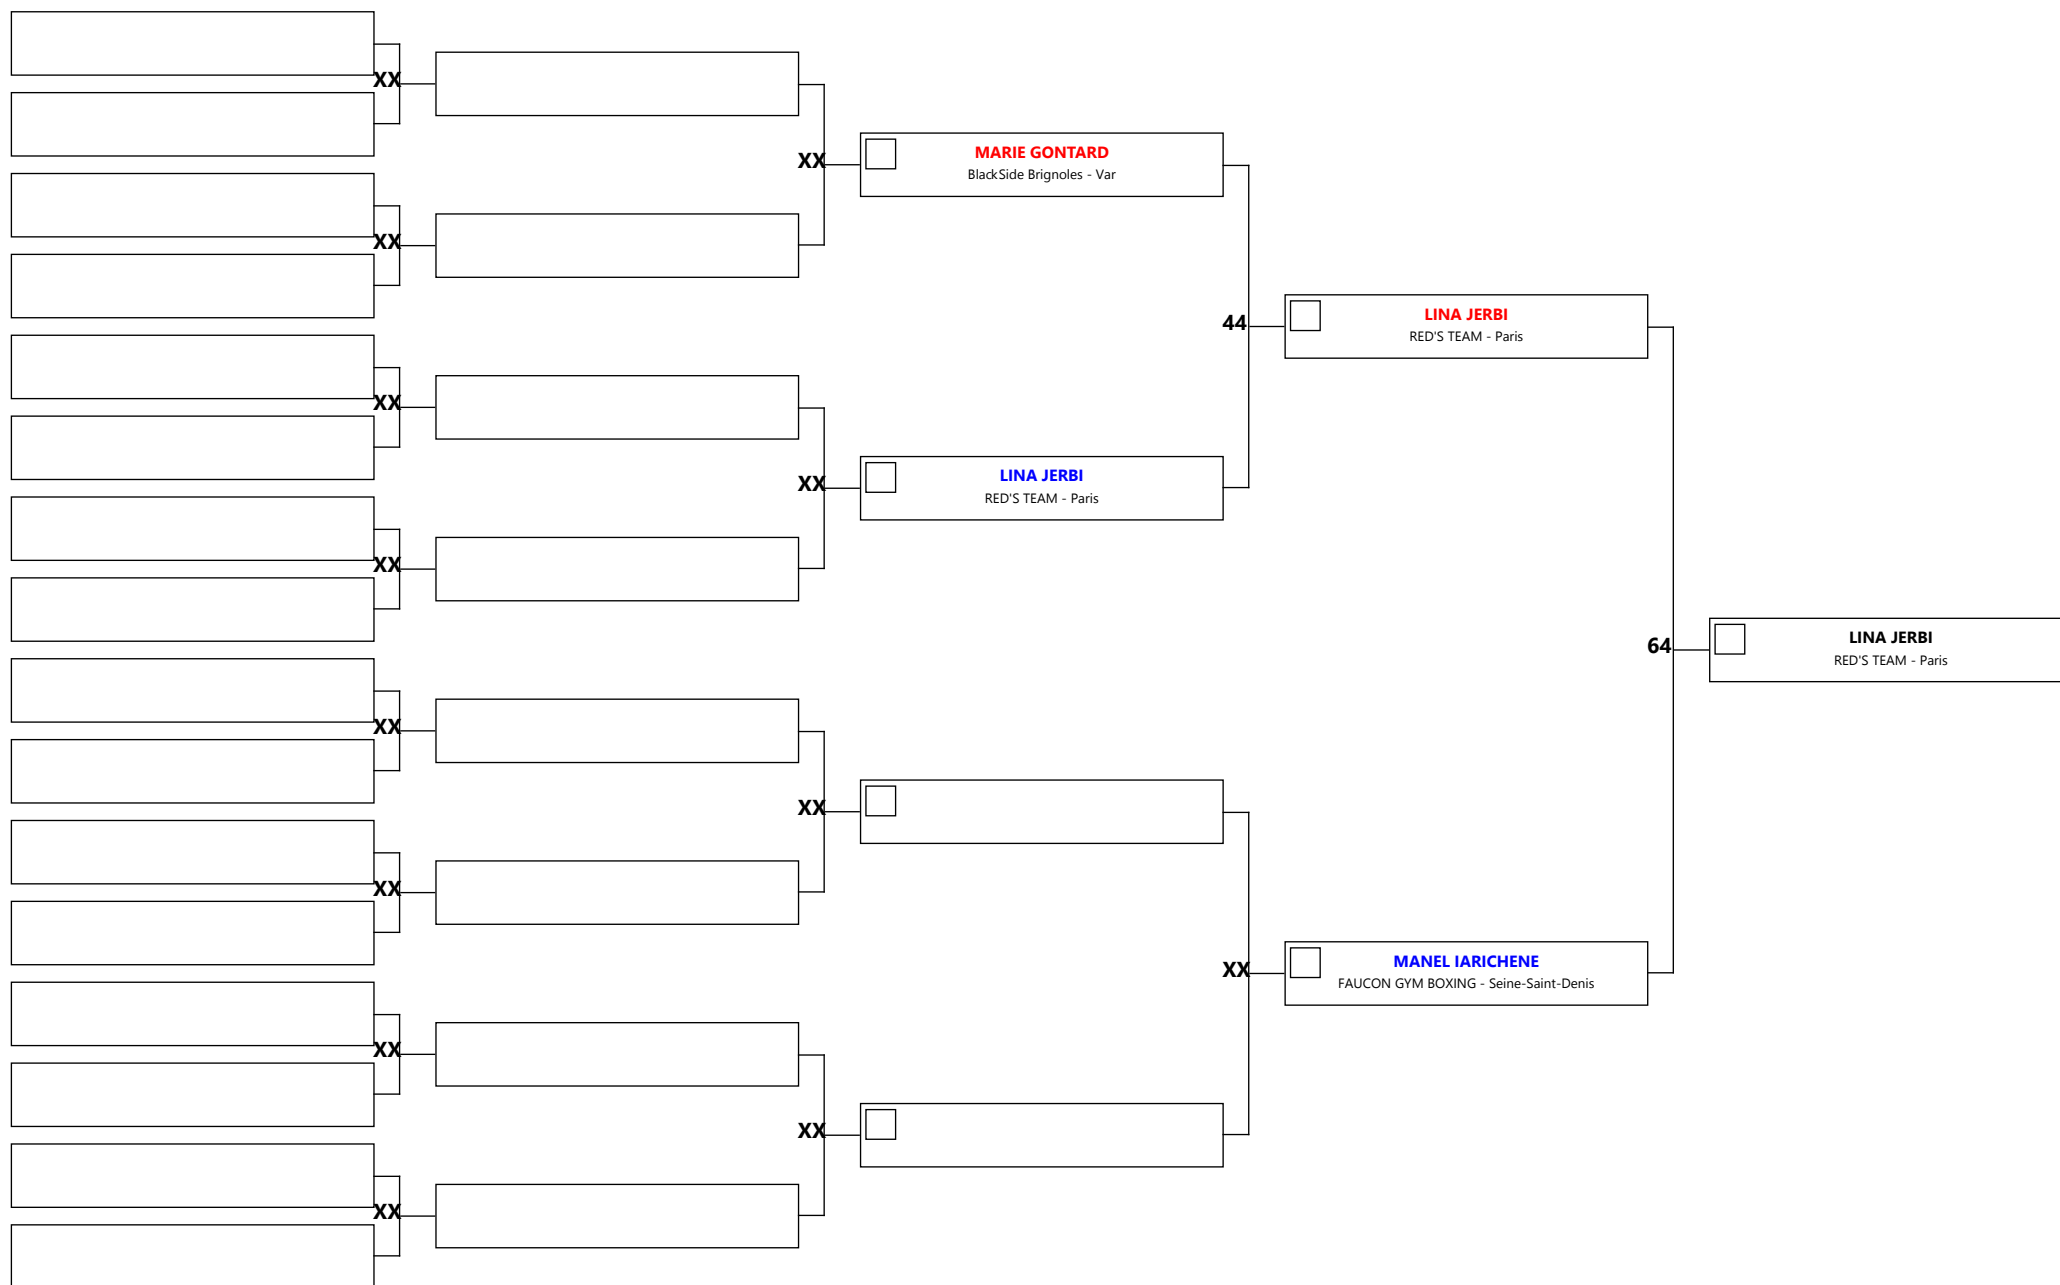 XX
XX
XX
MARIE GONTARD
BlackSide Brignoles - Var
44
LINA JERBI
RED'S TEAM - Paris
XX
XX
LINA JERBI
RED'S TEAM - Paris
XX
64
LINA JERBI
RED'S TEAM - Paris
XX
XX
XX
XX
MANEL IARICHENE
FAUCON GYM BOXING - Seine-Saint-Denis
XX
XX
XX